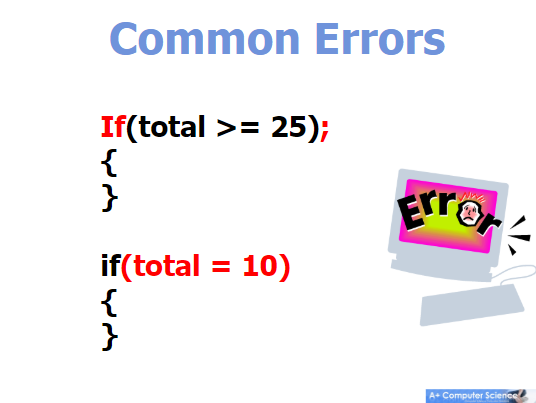 Common Errors
If(total >= 25);
{
}
if(total = 10)
{
}
Error
A+ Computer Science